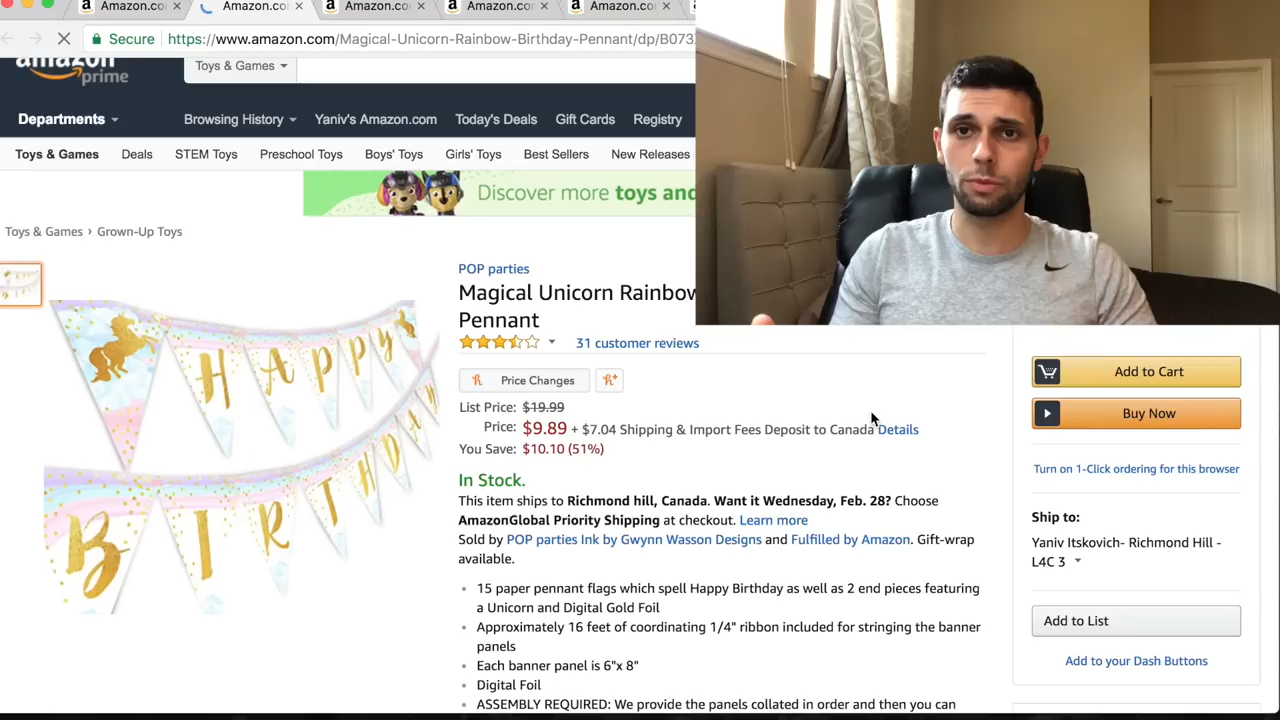 Amazon.co
Amazon.co
Amazon.co
Amazon.co
Amazon.co
Secure https://www.amazon.com/Magical-Unicorn-Rainbow-Birthday-Pennant/dp/B073
amazon prime
Toys & Games
Departments Browsing History Yaniv's Amazon.com Today's Deals Gift Cards Registry
Toys & Games Deals STEM Toys Preschool Toys Boys' Toys Girls' Toys Best Sellers New Releases
Discover more toys and
Toys & Games › Grown-Up Toys
POP parties
Magical Unicorn Rainbow
Pennant
31 customer reviews
Price Changes
List Price: $19.99
Price: $9.89 + $7.04 Shipping & Import Fees Deposit to Canada Details
You Save: $10.10 (51%)
In Stock.
This item ships to Richmond hill, Canada. Want it Wednesday, Feb. 28? Choose
AmazonGlobal Priority Shipping at checkout. Learn more
Sold by POP parties Ink by Gwynn Wasson Designs and Fulfilled by Amazon. Gift-wrap
available.
15 paper pennant flags which spell Happy Birthday as well as 2 end pieces featuring
a Unicorn and Digital Gold Foil
Approximately 16 feet of coordinating 1/4" ribbon included for stringing the banner
panels
Each banner panel is 6"x 8"
Digital Foil
ASSEMBLY REQUIRED: We provide the panels collated in order and then you can
HAPPY
BIRTHDAY
Add to Cart
Buy Now
Turn on 1-Click ordering for this browser
Ship to:
Yaniv Itskovich- Richmond Hill -
L4C 3
Add to List
Add to your Dash Buttons